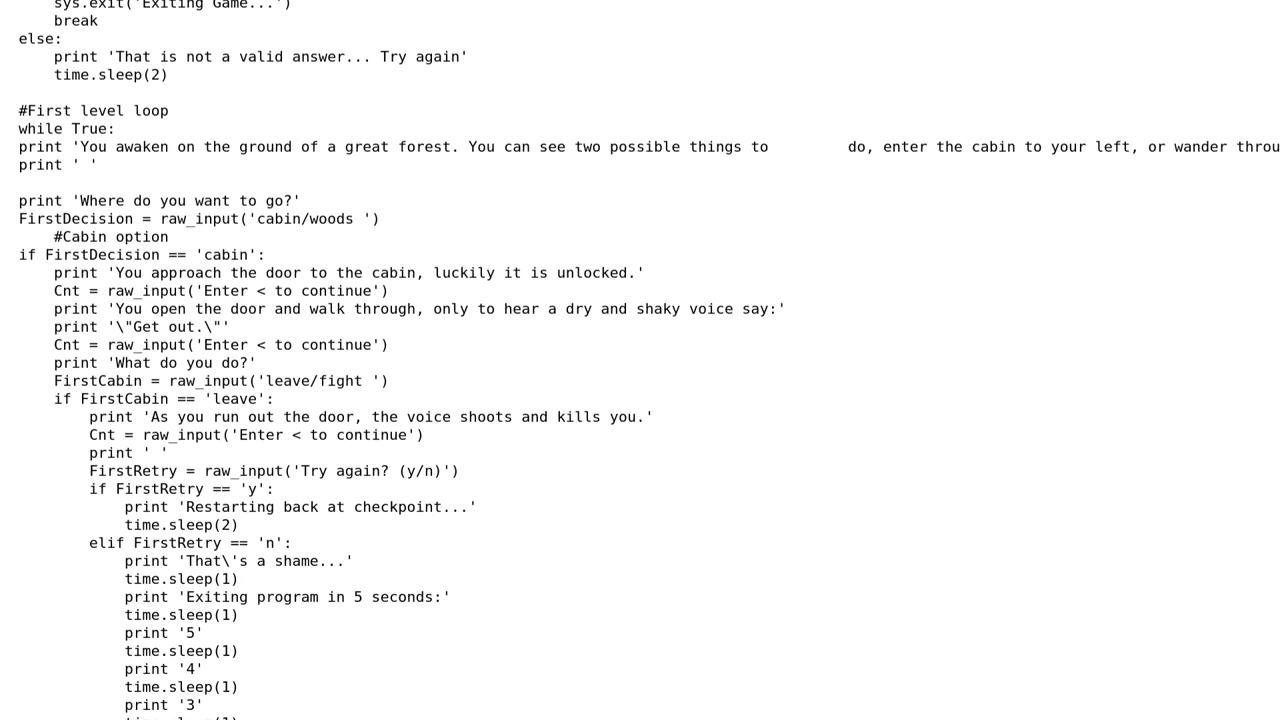 sys.exit('Exiting Game...')
    break
else:
    print 'That is not a valid answer... Try again'
    time.sleep(2)

#First level loop
while True:
print 'You awaken on the ground of a great forest. You can see two possible things to         do, enter the cabin to your left, or wander throu
print ' '

print 'Where do you want to go?'
FirstDecision = raw_input('cabin/woods ')
    #Cabin option
if FirstDecision == 'cabin':
    print 'You approach the door to the cabin, luckily it is unlocked.'
    Cnt = raw_input('Enter < to continue')
    print 'You open the door and walk through, only to hear a dry and shaky voice say:'
    print '\"Get out.\"'
    Cnt = raw_input('Enter < to continue')
    print 'What do you do?'
    FirstCabin = raw_input('leave/fight ')
    if FirstCabin == 'leave':
        print 'As you run out the door, the voice shoots and kills you.'
        Cnt = raw_input('Enter < to continue')
        print ' '
        FirstRetry = raw_input('Try again? (y/n)')
        if FirstRetry == 'y':
            print 'Restarting back at checkpoint...'
            time.sleep(2)
        elif FirstRetry == 'n':
            print 'That\'s a shame...'
            time.sleep(1)
            print 'Exiting program in 5 seconds:'
            time.sleep(1)
            print '5'
            time.sleep(1)
            print '4'
            time.sleep(1)
            print '3'